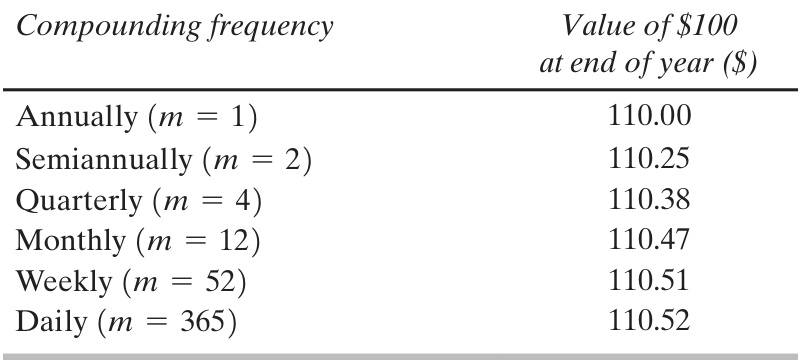 Compounding frequency Value of $100
at end of year ($)
Annually (m = 1) 110.00
Semiannually (m = 2) 110.25
Quarterly (m = 4) 110.38
Monthly (m = 12) 110.47
Weekly (m = 52) 110.51
Daily (m = 365) 110.52